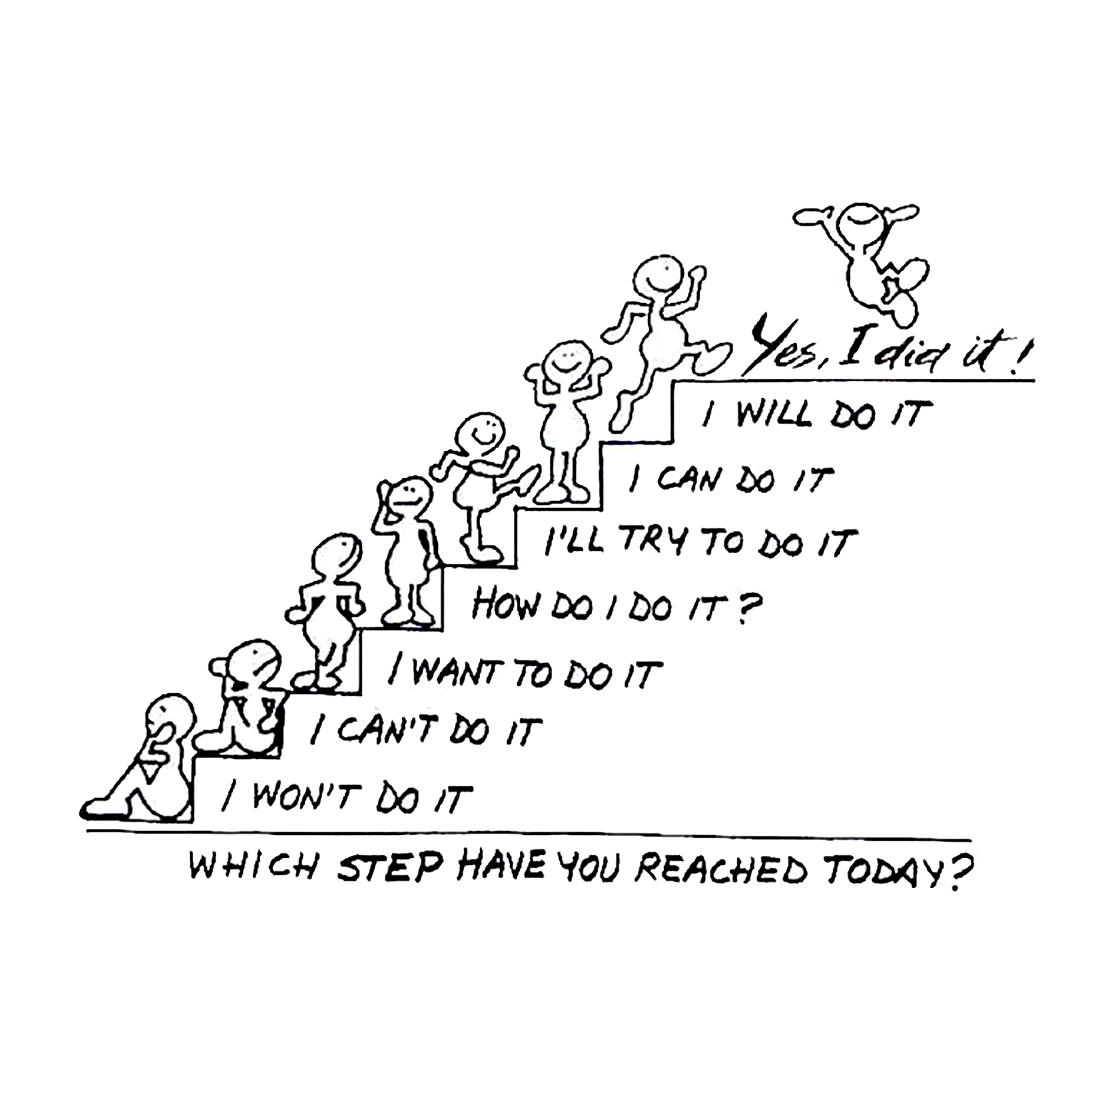 Yes, I did it!
I WILL DO IT
I CAN DO IT
I'LL TRY TO DO IT
HOW DO I DO IT?
I WANT TO DO IT
I CAN'T DO IT
I WON'T DO IT
WHICH STEP HAVE YOU REACHED TODAY?